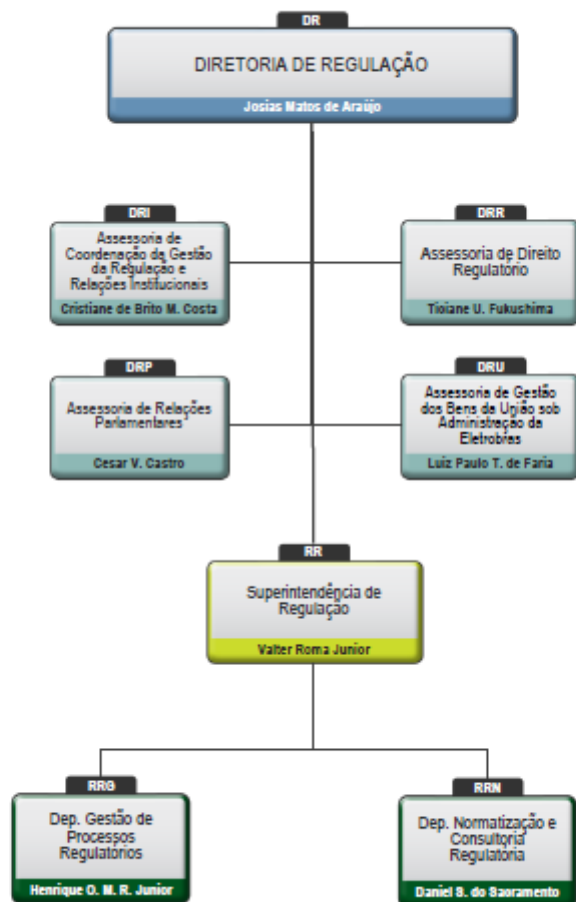 DR
DIRETORIA DE REGULAÇÃO
Josias Matos de Araújo
DRI
Assessoria de
Coordenação da Gestão
da Regulação e
Relações Institucionais
Cristiane de Brito M. Costa
DRR
Assessoria de Direito
Regulatório
Tioiane U. Fukushima
DRP
Assessoria de Relações
Parlamentares
Cesar V. Castro
DRU
Assessoria de Gestão
dos Bens da União sob
Administração da
Eletrobras
Luiz Paulo T. de Faria
RR
Superintendência de
Regulação
Valter Roma Junior
RRG
Dep. Gestão de
Processos
Regulatórios
Henrique O. M. R. Junior
RRN
Dep. Normatização e
Consultoria
Regulatória
Daniel S. do Sacramento